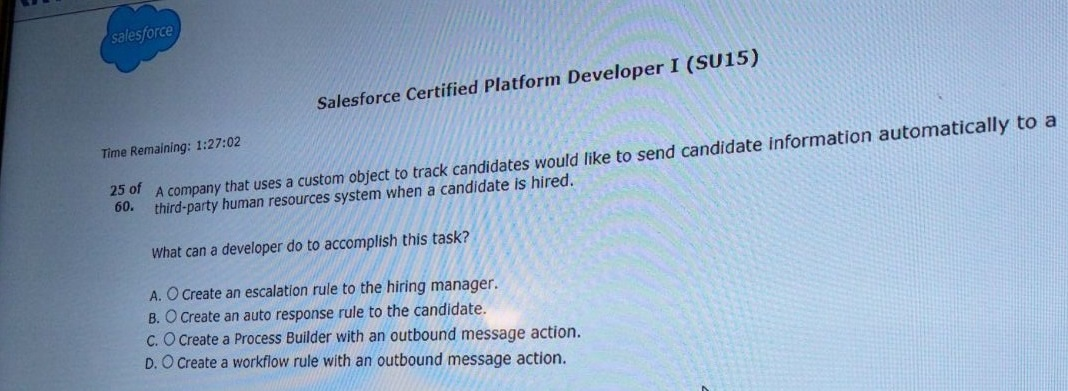 salesforce
Salesforce Certified Platform Developer I (SU15)
Time Remaining: 1:27:02
25 of 60. A company that uses a custom object to track candidates would like to send candidate information automatically to a
third-party human resources system when a candidate is hired.
What can a developer do to accomplish this task?
A. Create an escalation rule to the hiring manager.
B. Create an auto response rule to the candidate.
C. Create a Process Builder with an outbound message action.
D. Create a workflow rule with an outbound message action.